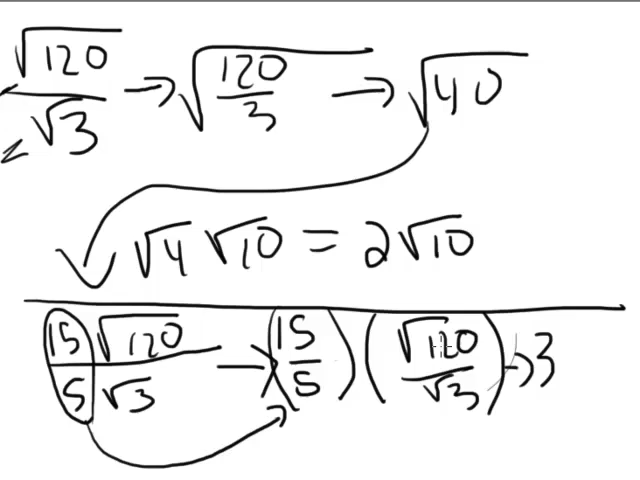 √120/√3 → √(120/3) → √40
√4 √10 = 2√10
15√120/5√3 → (15/5)(√120/√3) → 3